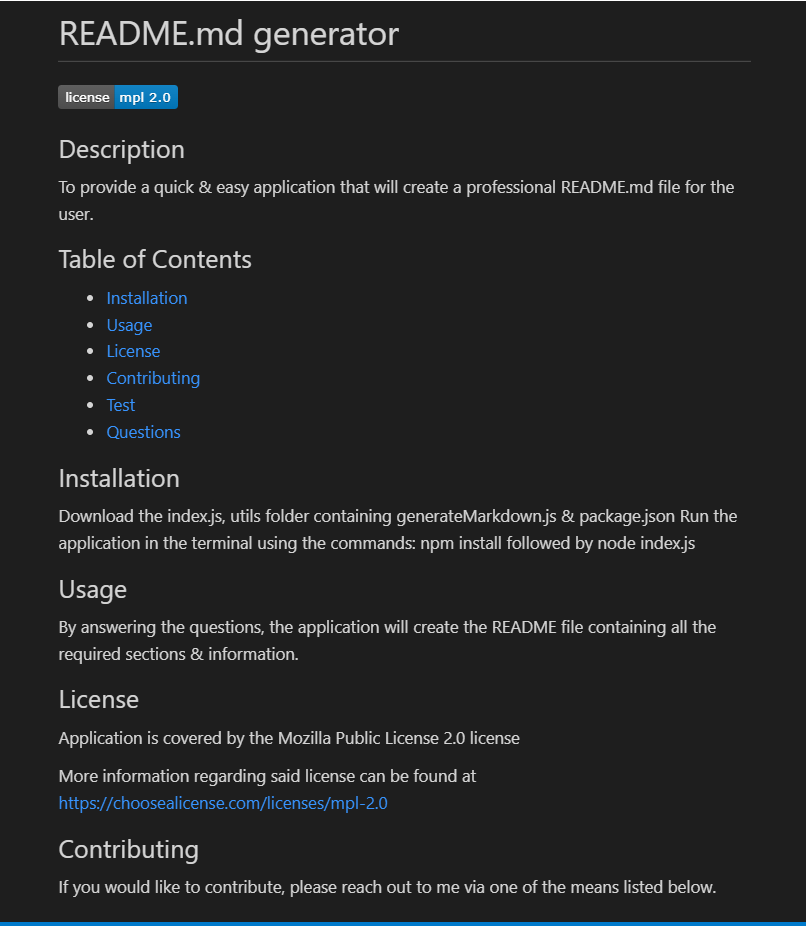 README.md generator
license mpl 2.0
Description
To provide a quick & easy application that will create a professional README.md file for the
user.
Table of Contents
Installation
Usage
License
Contributing
Test
Questions
Installation
Download the index.js, utils folder containing generateMarkdown.js & package.json Run the
application in the terminal using the commands: npm install followed by node index.js
Usage
By answering the questions, the application will create the README file containing all the
required sections & information.
License
Application is covered by the Mozilla Public License 2.0 license
More information regarding said license can be found at
https://choosealicense.com/licenses/mpl-2.0
Contributing
If you would like to contribute, please reach out to me via one of the means listed below.